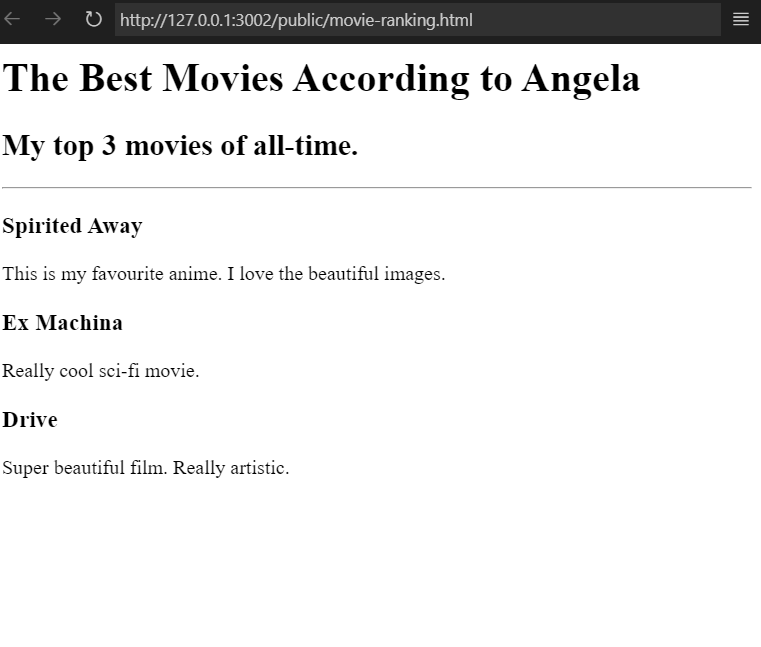 http://127.0.0.1:3002/public/movie-ranking.html
The Best Movies According to Angela
My top 3 movies of all-time.
Spirited Away
This is my favourite anime. I love the beautiful images.
Ex Machina
Really cool sci-fi movie.
Drive
Super beautiful film. Really artistic.